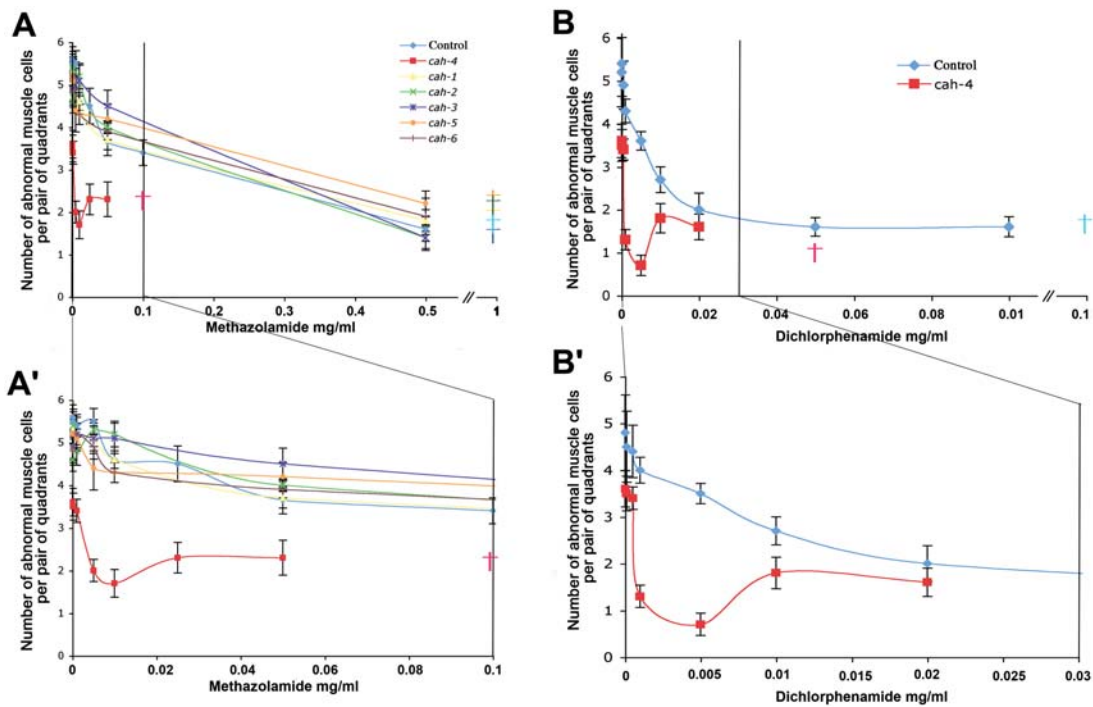 A
Number of abnormal muscle cells
per pair of quadrants
6
5
4
3
2
1
0
Control
cah-4
cah-1
cah-2
cah-3
cah-5
cah-6
0 0.1 0.2 0.3 0.4 0.5 // 1
Methazolamide mg/ml
B
Number of abnormal muscle cells
per pair of quadrants
6
5
4
3
2
1
0
Control
cah-4
0 0.02 0.04 0.06 0.08 0.01 // 0.1
Dichlorphenamide mg/ml
A'
Number of abnormal muscle cells
per pair of quadrants
6
5
4
3
2
1
0
0 0.02 0.04 0.06 0.08 0.1
Methazolamide mg/ml
B'
Number of abnormal muscle cells
per pair of quadrants
6
5
4
3
2
1
0
0 0.005 0.01 0.015 0.02 0.025 0.03
Dichlorphenamide mg/ml